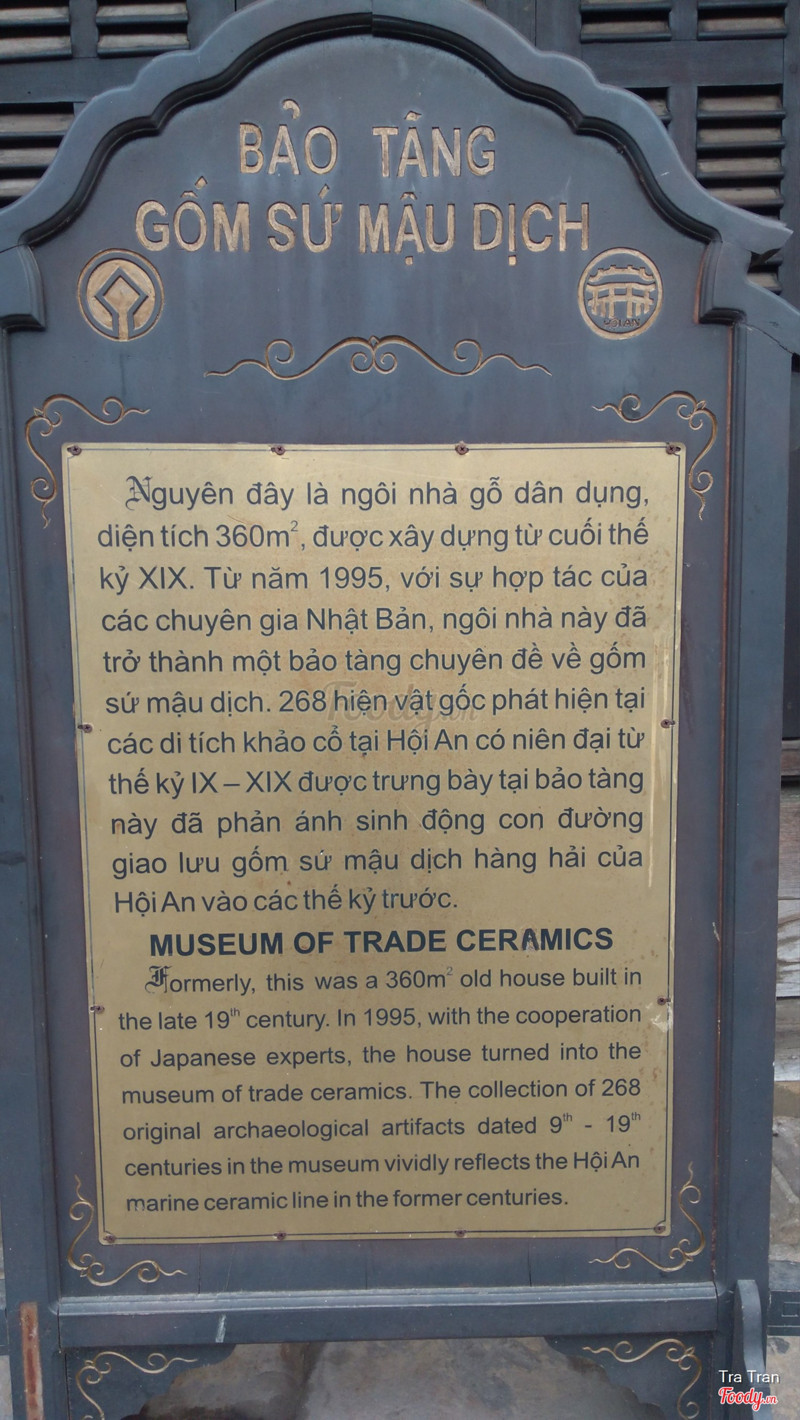 BẢO TÀNG
GỐM SỨ MẬU DỊCH
HOI AN
Nguyên đây là ngôi nhà gỗ dân dụng,
diện tích 360m², được xây dựng từ cuối thế
kỷ XIX. Từ năm 1995, với sự hợp tác của
các chuyên gia Nhật Bản, ngôi nhà này đã
trở thành một bảo tàng chuyên đề về gốm
sứ mậu dịch. 268 hiện vật gốc phát hiện tại
các di tích khảo cổ tại Hội An có niên đại từ
thế kỷ IX – XIX được trưng bày tại bảo tàng
này đã phản ánh sinh động con đường
giao lưu gốm sứ mậu dịch hàng hải của
Hội An vào các thế kỷ trước.
MUSEUM OF TRADE CERAMICS
Formerly, this was a 360m² old house built in
the late 19th century. In 1995, with the cooperation
of Japanese experts, the house turned into the
museum of trade ceramics. The collection of 268
original archaeological artifacts dated 9th - 19th
centuries in the museum vividly reflects the Hội An
marine ceramic line in the former centuries.
Foody.vn
Tra Tran
Foody.vn